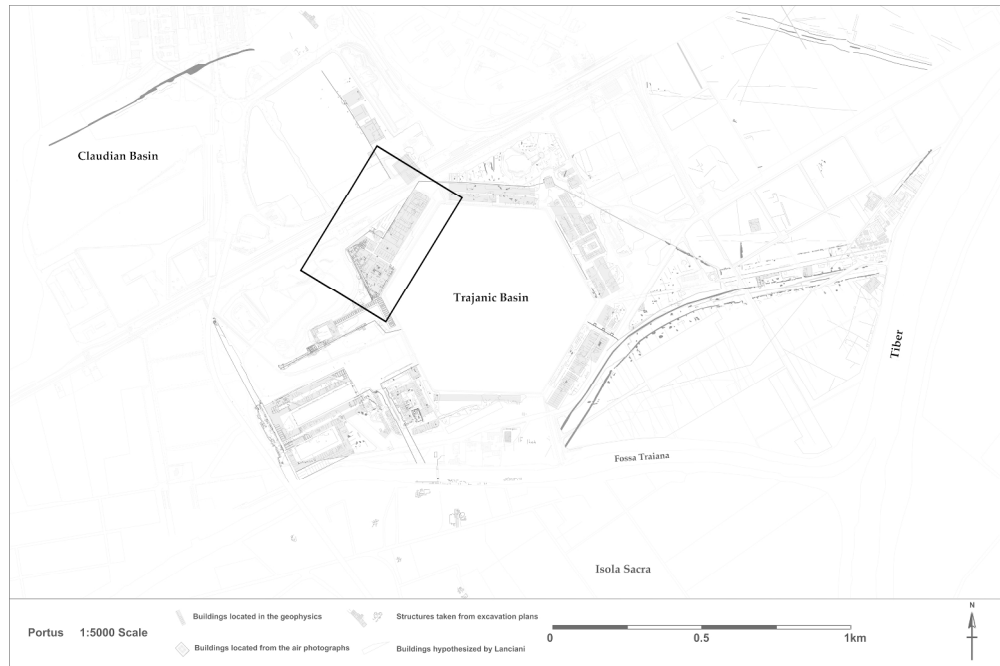 Claudian Basin
Trajanic Basin
Tiber
Fossa Traiana
Isola Sacra
Portus 1:5000 Scale
Buildings located in the geophysics
Buildings located from the air photographs
Structures taken from excavation plans
Buildings hypothesized by Lanciani
0 0.5 1km
N